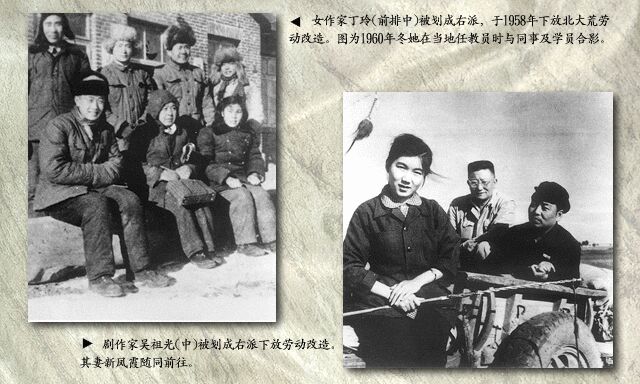 ◀ 女作家丁玲(前排中)被划成右派，于1958年下放北大荒劳
动改造。图为1960年冬她在当地任教员时与同事及学员合影。
▶ 剧作家吴祖光(中)被划成右派下放劳动改造。
其妻新凤霞随同前往。